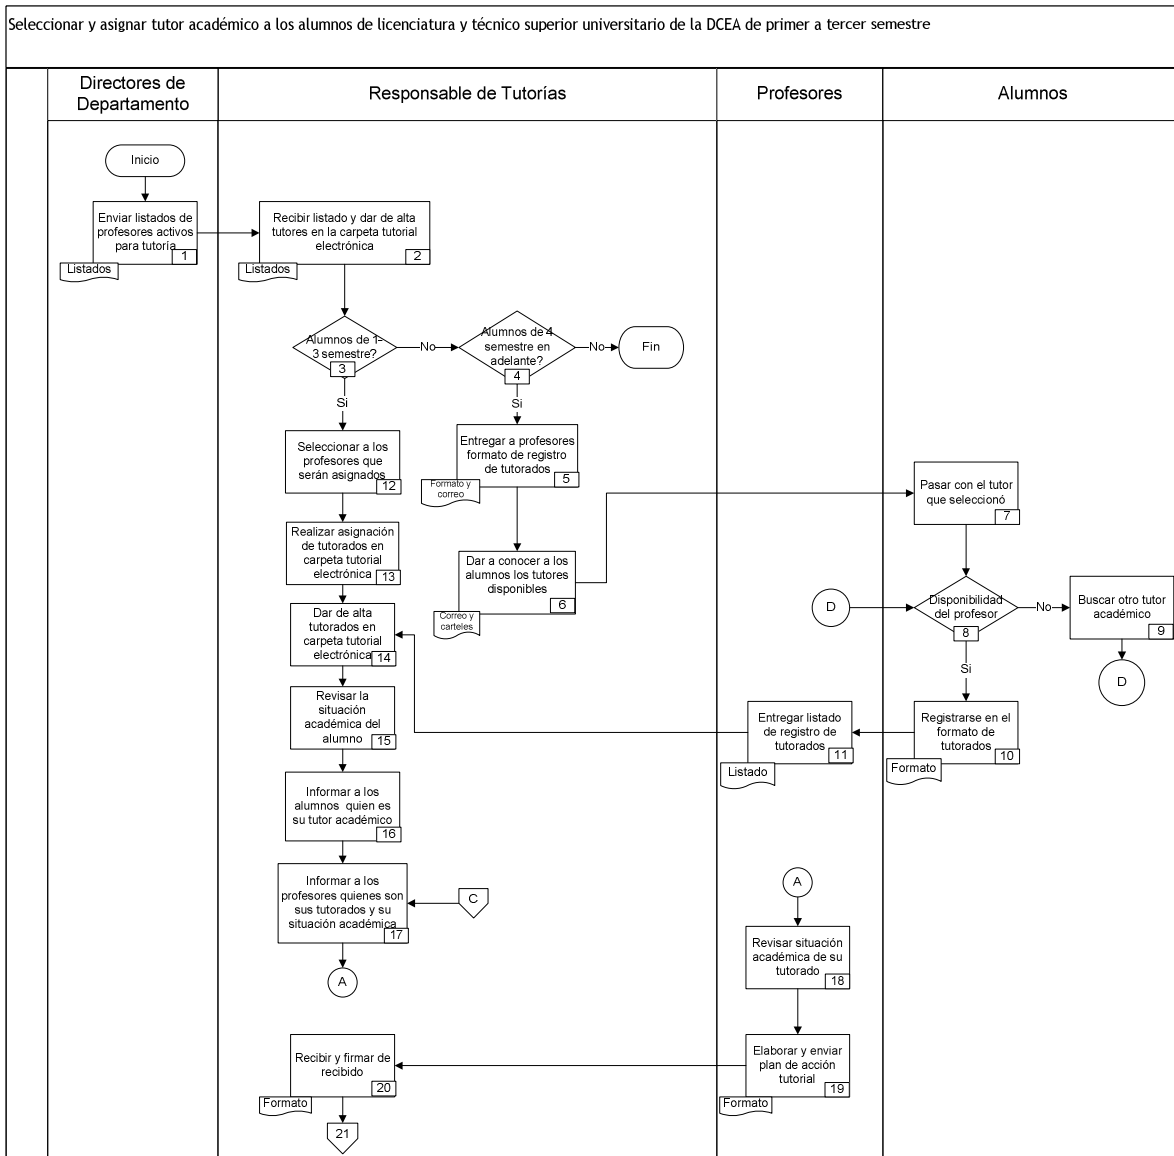 Seleccionar y asignar tutor académico a los alumnos de licenciatura y técnico superior universitario de la DCEA de primer a tercer semestre
Directores de
Departamento
Responsable de Tutorías
Profesores
Alumnos
Inicio
Enviar listados de
profesores activos
para tutoría
1
Listados
Recibir listado y dar de alta
tutores en la carpeta tutorial
electrónica
2
Listados
Alumnos de 1-
3 semestre?
3
No
Alumnos de 4
semestre en
adelante?
4
No
Fin
Si
Si
Seleccionar a los
profesores que
serán asignados
12
Entregar a profesores
formato de registro
de tutorados
5
Formato y
correo
Pasar con el tutor
que seleccionó
7
Realizar asignación
de tutorados en
carpeta tutorial
electrónica
13
Dar a conocer a los
alumnos los tutores
disponibles
6
Correo y
carteles
D
Disponibilidad
del profesor
8
No
Buscar otro tutor
académico
9
D
Si
Dar de alta
tutorados en
carpeta tutorial
electrónica
14
Revisar la
situación
académica del
alumno
15
Entregar listado
de registro de
tutorados
11
Listado
Registrarse en el
formato de
tutorados
10
Formato
Informar a los
alumnos quien es
su tutor académico
16
Informar a los
profesores quienes son
sus tutorados y su
situación académica
17
C
A
A
Revisar situación
académica de su
tutorado
18
Recibir y firmar de
recibido
20
Formato
Elaborar y enviar
plan de acción
tutorial
19
Formato
21